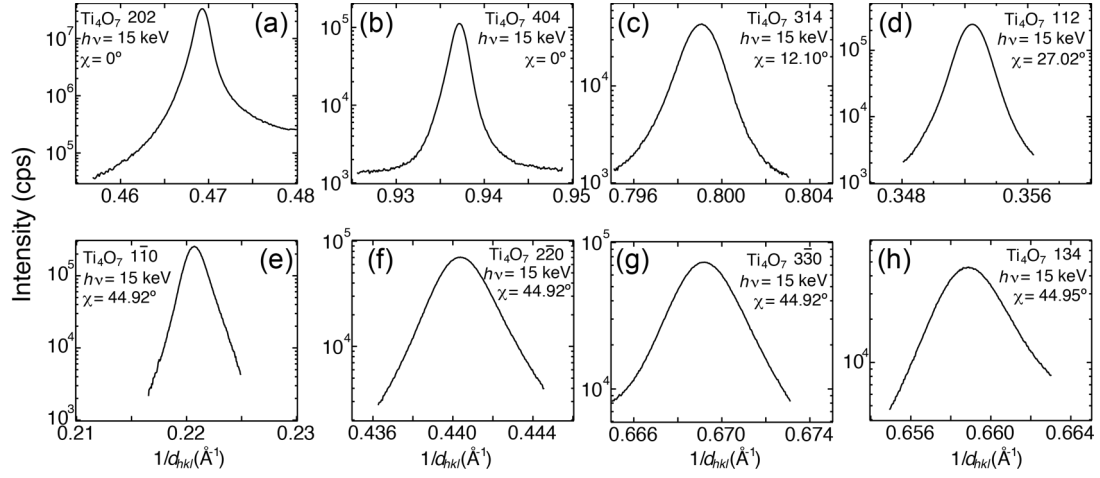 Intensity (cps)
(a)
Ti₄O₇ 202
hν = 15 keV
χ = 0º
10⁷
10⁶
10⁵
0.46 0.47 0.48
(b)
Ti₄O₇ 404
hν = 15 keV
χ = 0º
10⁵
10⁴
10³
0.93 0.94 0.95
(c)
Ti₄O₇ 314
hν = 15 keV
χ = 12.10º
10⁴
10³
0.796 0.800 0.804
(d)
Ti₄O₇ 112
hν = 15 keV
χ = 27.02º
10⁵
10⁴
10³
0.348 0.356
(e)
Ti₄O₇ 11̅0
hν = 15 keV
χ = 44.92º
10⁵
10⁴
10³
0.21 0.22 0.23
1/dₕₖₗ(Å⁻¹)
(f)
Ti₄O₇ 22̅0
hν = 15 keV
χ = 44.92º
10⁵
10⁴
0.436 0.440 0.444
1/dₕₖₗ(Å⁻¹)
(g)
Ti₄O₇ 33̅0
hν = 15 keV
χ = 44.92º
10⁵
10⁴
0.666 0.670 0.674
1/dₕₖₗ(Å⁻¹)
(h)
Ti₄O₇ 134
hν = 15 keV
χ = 44.95º
10⁴
0.656 0.660 0.664
1/dₕₖₗ(Å⁻¹)